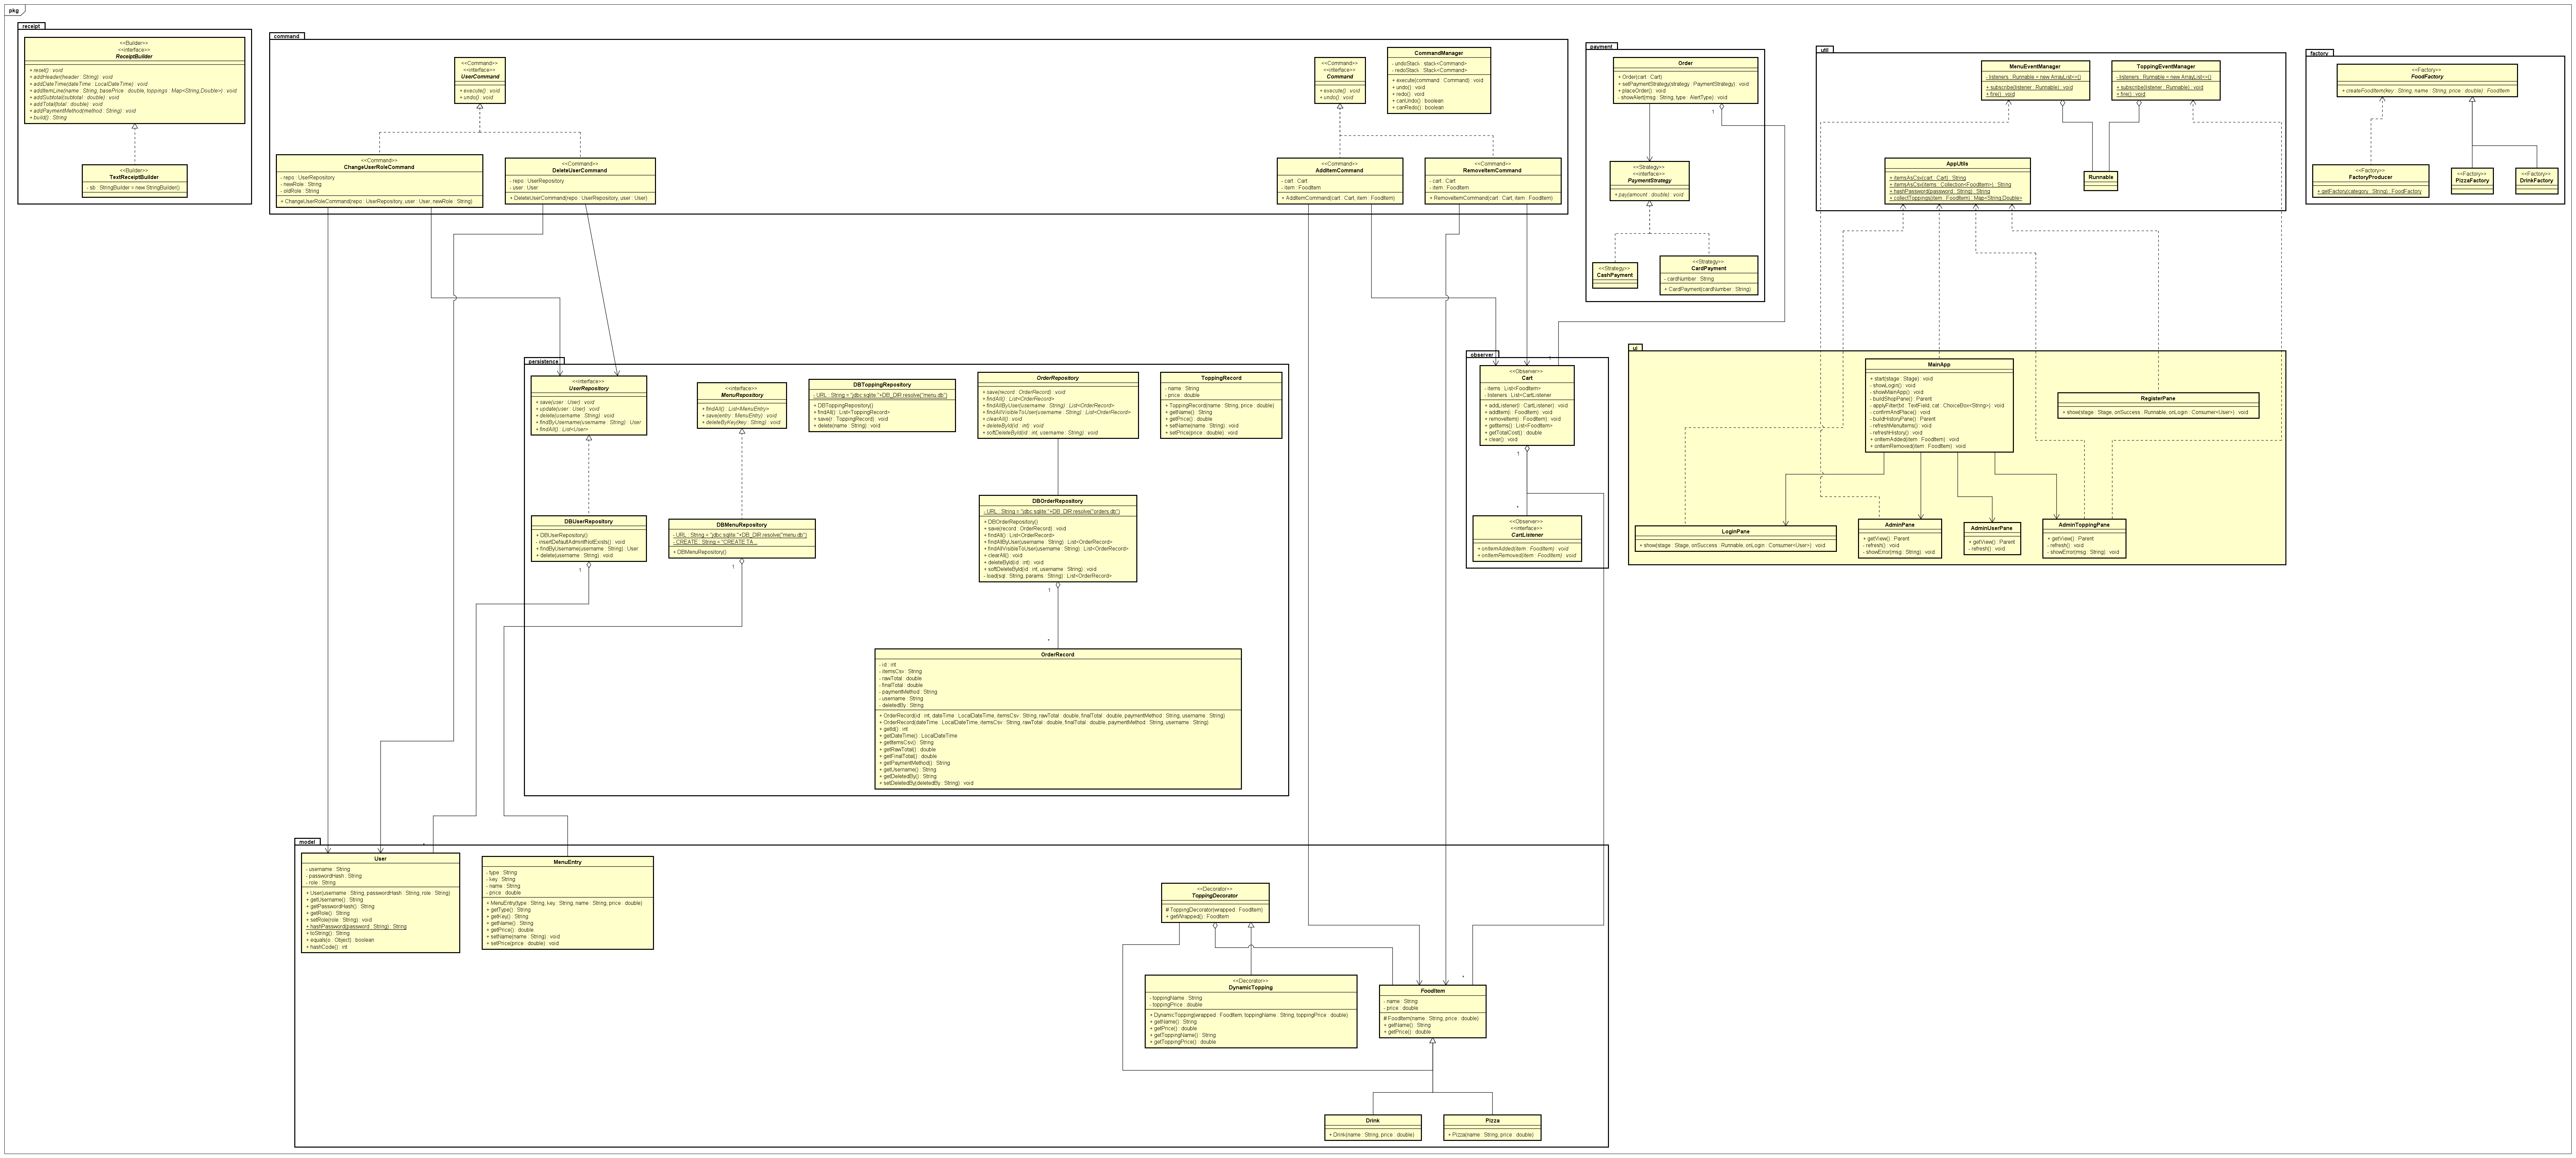 pkg
receipt
<<Builder>>
<<interface>>
ReceiptBuilder
+ reset() : void
+ addHeader(header : String) : void
+ addDateTime(dateTime : LocalDateTime) : void
+ addItemLine(name : String, basePrice : double, toppings : Map<String,Double>) : void
+ addSubtotal(subtotal : double) : void
+ addTotal(total : double) : void
+ addPaymentMethod(method : String) : void
+ build() : String
<<Builder>>
TextReceiptBuilder
- sb : StringBuilder = new StringBuilder()
command
<<Command>>
<<interface>>
UserCommand
+ execute() : void
+ undo() : void
<<Command>>
ChangeUserRoleCommand
- repo : UserRepository
- newRole : String
- oldRole : String
+ ChangeUserRoleCommand(repo : UserRepository, user : User, newRole : String)
<<Command>>
DeleteUserCommand
- repo : UserRepository
- user : User
+ DeleteUserCommand(repo : UserRepository, user : User)
<<Command>>
<<interface>>
Command
+ execute() : void
+ undo() : void
CommandManager
- undoStack : stack<Command>
- redoStack : Stack<Command>
+ execute(command : Command) : void
+ undo() : void
+ redo() : void
+ canUndo() : boolean
+ canRedo() : boolean
<<Command>>
AddItemCommand
- cart : Cart
- item : FoodItem
+ AddItemCommand(cart : Cart, item : FoodItem)
<<Command>>
RemoveItemCommand
- cart : Cart
- item : FoodItem
+ RemoveItemCommand(cart : Cart, item : FoodItem)
payment
Order
+ Order(cart : Cart)
+ setPaymentStrategy(strategy : PaymentStrategy) : void
+ placeOrder() : void
- showAlert(msg : String, type : AlertType) : void
1
<<Strategy>>
<<interface>>
PaymentStrategy
+ pay(amount : double) : void
<<Strategy>>
CashPayment
<<Strategy>>
CardPayment
- cardNumber : String
+ CardPayment(cardNumber : String)
util
MenuEventManager
- listeners : Runnable = new ArrayList<>()
+ subscribe(listener : Runnable) : void
+ fire() : void
ToppingEventManager
- listeners : Runnable = new ArrayList<>()
+ subscribe(listener : Runnable) : void
+ fire() : void
AppUtils
+ itemsAsCsv(cart : Cart) : String
+ itemsAsCsv(items : Collection<FoodItem>) : String
+ hashPassword(password : String) : String
+ collectToppings(item : FoodItem) : Map<String,Double>
Runnable
factory
<<Factory>>
FoodFactory
+ createFoodItem(key : String, name : String, price : double) : FoodItem
<<Factory>>
FactoryProducer
+ getFactory(category : String) : FoodFactory
<<Factory>>
PizzaFactory
<<Factory>>
DrinkFactory
persistence
<<interface>>
UserRepository
+ save(user : User) : void
+ update(user : User) : void
+ delete(username : String) : void
+ findByUsername(username : String) : User
+ findAll() : List<User>
<<interface>>
MenuRepository
+ findAll() : List<MenuEntry>
+ save(entry : MenuEntry) : void
+ deleteByKey(key : String) : void
DBToppingRepository
- URL : String = "jdbc:sqlite:"+DB_DIR.resolve("menu.db")
+ DBToppingRepository()
+ findAll() : List<ToppingRecord>
+ save(r : ToppingRecord) : void
+ delete(name : String) : void
OrderRepository
+ save(record : OrderRecord) : void
+ findAll() : List<OrderRecord>
+ findAllByUser(username : String) : List<OrderRecord>
+ findAllVisibleToUser(username : String) : List<OrderRecord>
+ clearAll() : void
+ deleteById(id : int) : void
+ softDeleteById(id : int, username : String) : void
ToppingRecord
- name : String
- price : double
+ ToppingRecord(name : String, price : double)
+ getName() : String
+ getPrice() : double
+ setName(name : String) : void
+ setPrice(price : double) : void
DBUserRepository
+ DBUserRepository()
- insertDefaultAdminIfNotExists() : void
+ findByUsername(username : String) : User
+ delete(username : String) : void
1
DBMenuRepository
- URL : String = "jdbc:sqlite:"+DB_DIR.resolve("menu.db")
- CREATE : String = "CREATE TA...
+ DBMenuRepository()
1
DBOrderRepository
- URL : String = "jdbc:sqlite:"+DB_DIR.resolve("orders.db")
+ DBOrderRepository()
+ save(record : OrderRecord) : void
+ findAll() : List<OrderRecord>
+ findAllByUser(username : String) : List<OrderRecord>
+ findAllVisibleToUser(username : String) : List<OrderRecord>
+ clearAll() : void
+ deleteById(id : int) : void
+ softDeleteById(id : int, username : String) : void
- load(sql : String, params : String) : List<OrderRecord>
1
*
OrderRecord
- id : int
- itemsCsv : String
- rawTotal : double
- finalTotal : double
- paymentMethod : String
- username : String
- deletedBy : String
+ OrderRecord(id : int, dateTime : LocalDateTime, itemsCsv : String, rawTotal : double, finalTotal : double, paymentMethod : String, username : String)
+ OrderRecord(dateTime : LocalDateTime, itemsCsv : String, rawTotal : double, finalTotal : double, paymentMethod : String, username : String)
+ getId() : int
+ getDateTime() : LocalDateTime
+ getItemsCsv() : String
+ getRawTotal() : double
+ getFinalTotal() : double
+ getPaymentMethod() : String
+ getUsername() : String
+ getDeletedBy() : String
+ setDeletedBy(deletedBy : String) : void
observer
1
<<Observer>>
Cart
- items : List<FoodItem>
- listeners : List<CartListener
+ addListener(l : CartListener) : void
+ addItem(i : FoodItem) : void
+ removeItem(i : FoodItem) : void
+ getItems() : List<FoodItem>
+ getTotalCost() : double
+ clear() : void
1
*
<<Observer>>
<<interface>>
CartListener
+ onItemAdded(item : FoodItem) : void
+ onItemRemoved(item : FoodItem) : void
ui
MainApp
+ start(stage : Stage) : void
- showLogin() : void
- showMainApp() : void
- buildShopPane() : Parent
- applyFilter(txt : TextField, cat : ChoiceBox<String>) : void
- confirmAndPlace() : void
- buildHistoryPane() : Parent
- refreshMenuItems() : void
- refreshHistory() : void
+ onItemAdded(item : FoodItem) : void
+ onItemRemoved(item : FoodItem) : void
RegisterPane
+ show(stage : Stage, onSuccess : Runnable, onLogin : Consumer<User>) : void
LoginPane
+ show(stage : Stage, onSuccess : Runnable, onLogin : Consumer<User>) : void
AdminPane
+ getView() : Parent
- refresh() : void
- showError(msg : String) : void
AdminUserPane
+ getView() : Parent
- refresh() : void
AdminToppingPane
+ getView() : Parent
- refresh() : void
- showError(msg : String) : void
model
*
User
- username : String
- passwordHash : String
- role : String
+ User(username : String, passwordHash : String, role : String)
+ getUsername() : String
+ getPasswordHash() : String
+ getRole() : String
+ setRole(role : String) : void
+ hashPassword(password : String) : String
+ toString() : String
+ equals(o : Object) : boolean
+ hashCode() : int
MenuEntry
- type : String
- key : String
- name : String
- price : double
+ MenuEntry(type : String, key : String, name : String, price : double)
+ getType() : String
+ getKey() : String
+ getName() : String
+ getPrice() : double
+ setName(name : String) : void
+ setPrice(price : double) : void
<<Decorator>>
ToppingDecorator
# ToppingDecorator(wrapped : FoodItem)
+ getWrapped() : FoodItem
<<Decorator>>
DynamicTopping
- toppingName : String
- toppingPrice : double
+ DynamicTopping(wrapped : FoodItem, toppingName : String, toppingPrice : double)
+ getName() : String
+ getPrice() : double
+ getToppingName() : String
+ getToppingPrice() : double
*
FoodItem
- name : String
- price : double
# FoodItem(name : String, price : double)
+ getName() : String
+ getPrice() : double
Drink
+ Drink(name : String, price : double)
Pizza
+ Pizza(name : String, price : double)